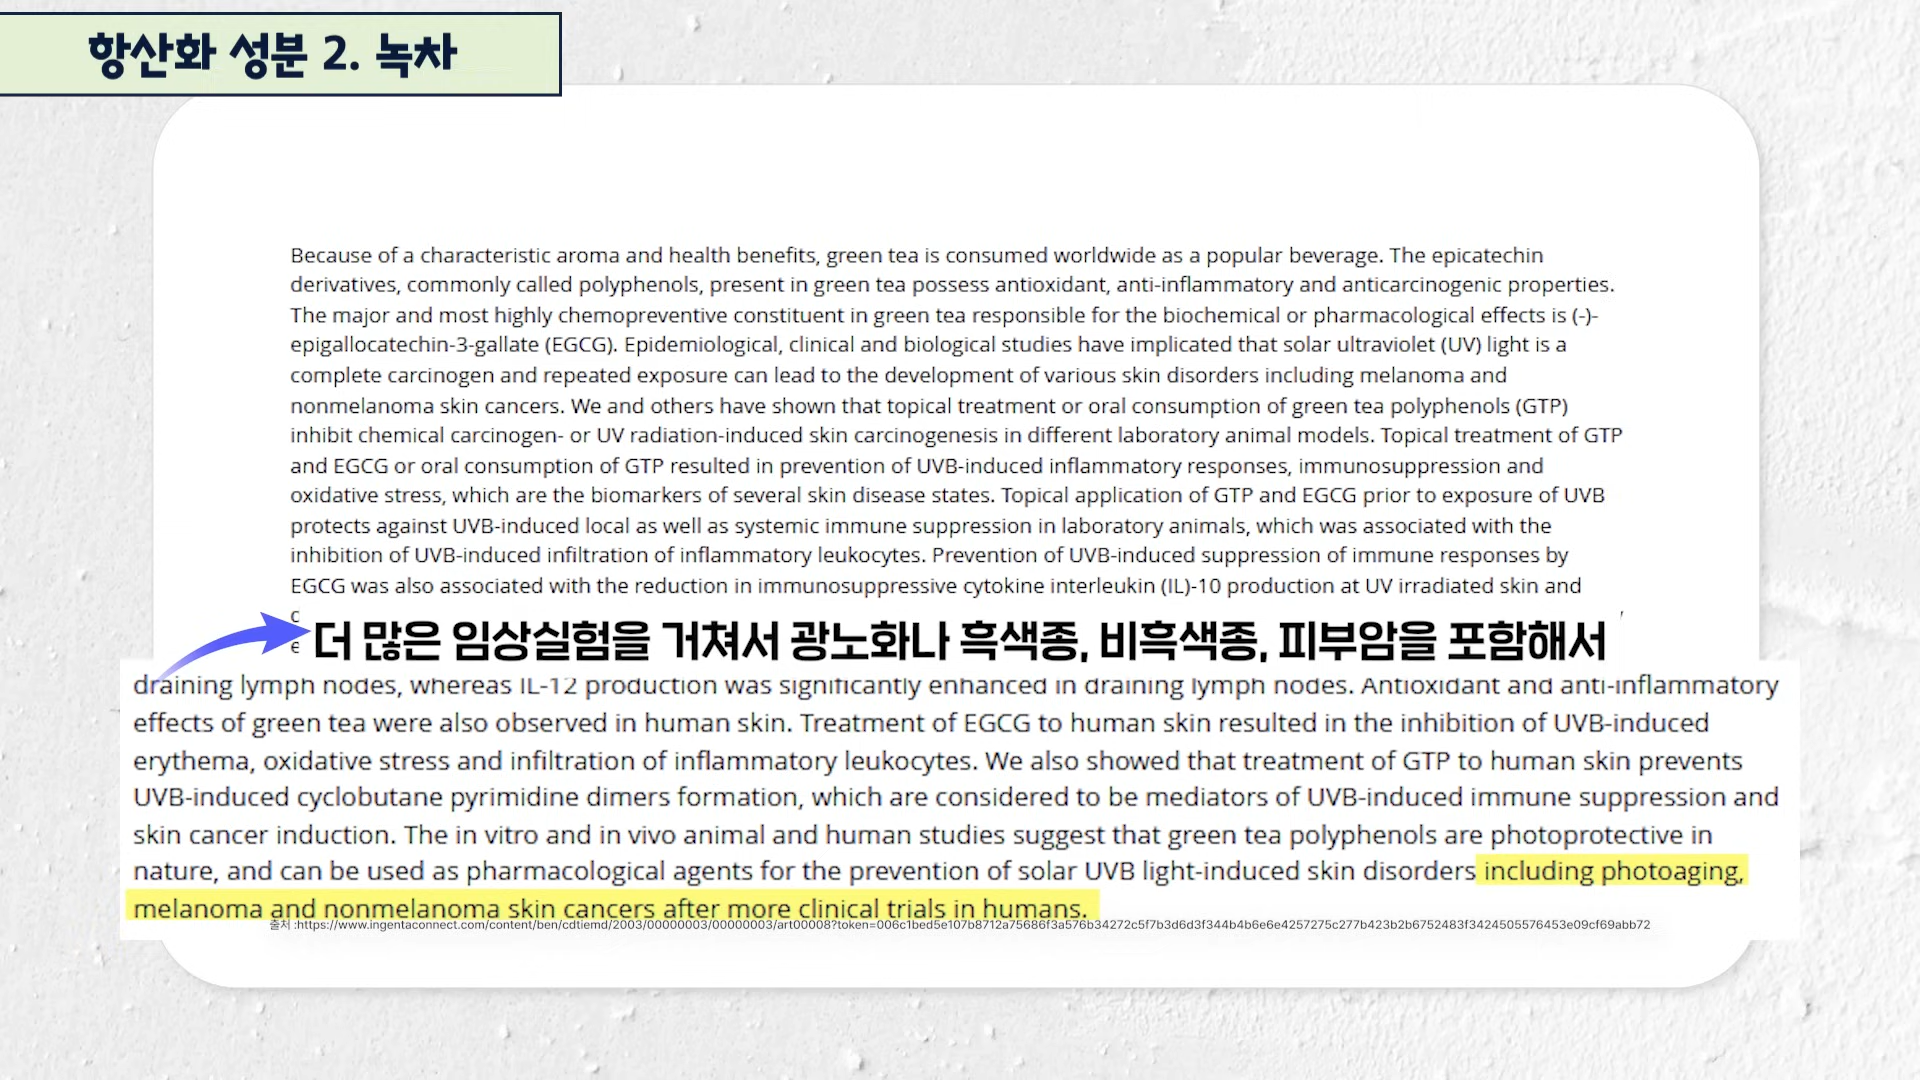 항산화 성분 2. 녹차
Because of a characteristic aroma and health benefits, green tea is consumed worldwide as a popular beverage. The epicatechin
derivatives, commonly called polyphenols, present in green tea possess antioxidant, anti-inflammatory and anticarcinogenic properties.
The major and most highly chemopreventive constituent in green tea responsible for the biochemical or pharmacological effects is (-)-
epigallocatechin-3-gallate (EGCG). Epidemiological, clinical and biological studies have implicated that solar ultraviolet (UV) light is a
complete carcinogen and repeated exposure can lead to the development of various skin disorders including melanoma and
nonmelanoma skin cancers. We and others have shown that topical treatment or oral consumption of green tea polyphenols (GTP)
inhibit chemical carcinogen- or UV radiation-induced skin carcinogenesis in different laboratory animal models. Topical treatment of GTP
and EGCG or oral consumption of GTP resulted in prevention of UVB-induced inflammatory responses, immunosuppression and
oxidative stress, which are the biomarkers of several skin disease states. Topical application of GTP and EGCG prior to exposure of UVB
protects against UVB-induced local as well as systemic immune suppression in laboratory animals, which was associated with the
inhibition of UVB-induced infiltration of inflammatory leukocytes. Prevention of UVB-induced suppression of immune responses by
EGCG was also associated with the reduction in immunosuppressive cytokine interleukin (IL)-10 production at UV irradiated skin and
더 많은 임상실험을 거쳐서 광노화나 흑색종, 비흑색종, 피부암을 포함해서
draining lymph nodes, whereas IL-12 production was significantly enhanced in draining lymph nodes. Antioxidant and anti-inflammatory
effects of green tea were also observed in human skin. Treatment of EGCG to human skin resulted in the inhibition of UVB-induced
erythema, oxidative stress and infiltration of inflammatory leukocytes. We also showed that treatment of GTP to human skin prevents
UVB-induced cyclobutane pyrimidine dimers formation, which are considered to be mediators of UVB-induced immune suppression and
skin cancer induction. The in vitro and in vivo animal and human studies suggest that green tea polyphenols are photoprotective in
nature, and can be used as pharmacological agents for the prevention of solar UVB light-induced skin disorders including photoaging,
melanoma and nonmelanoma skin cancers after more clinical trials in humans.
출처 :https://www.ingentaconnect.com/content/ben/cdtiemd/2003/00000003/00000003/art00008?token=006c1bed5e107b8712a75686f3a576b34272c5f7b3d6d3f344b4b6e6e4257275c277b423b2b6752483f3424505576453e09cf69abb72